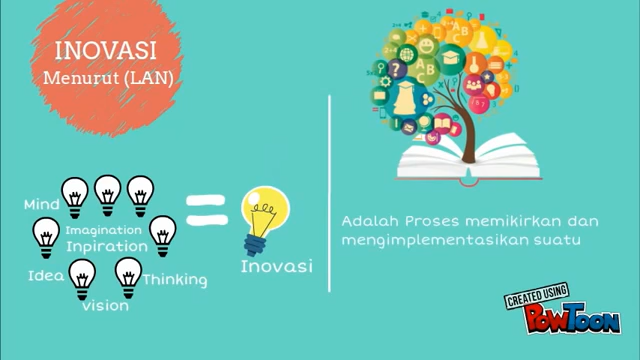 INOVASI
Menurut (LAN)
Mind
Imagination
Inpiration
Idea
Thinking
vision
Inovasi
Adalah Proses memikirkan dan
mengimplementasikan suatu
CREATED USING
POWTOON